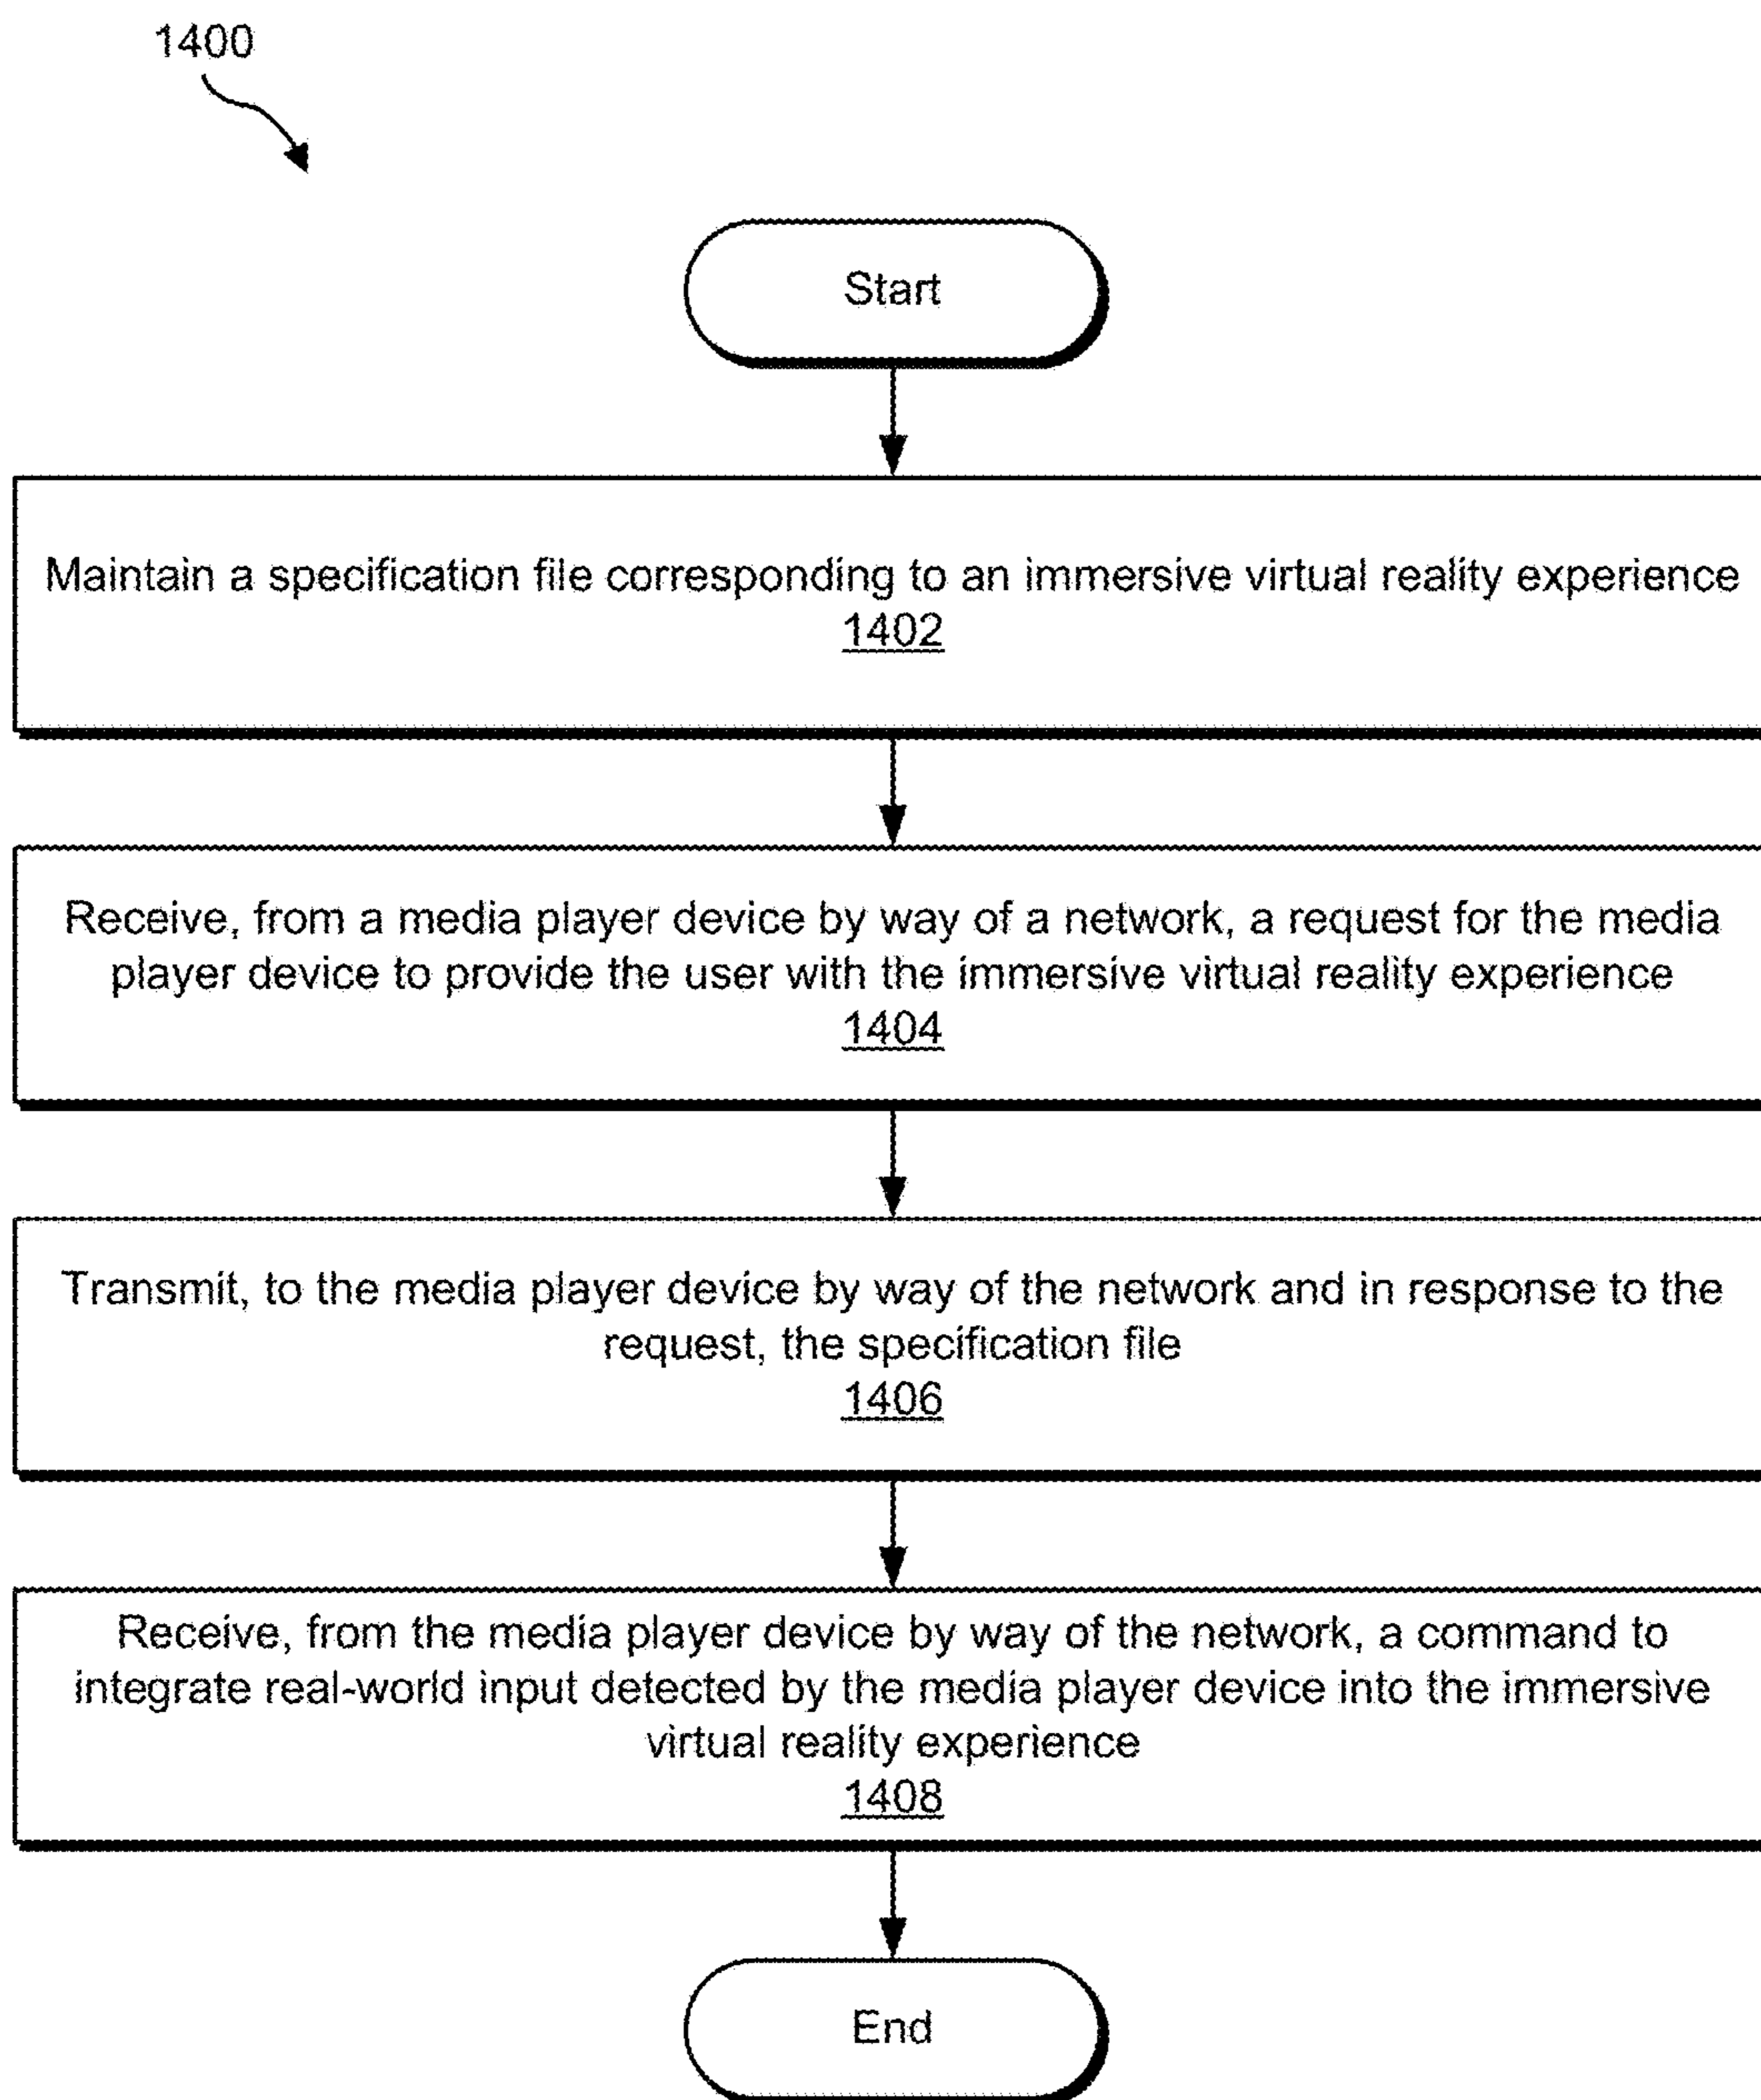 1400
Start
Maintain a specification file corresponding to an immersive virtual reality experience
1402
Receive, from a media player device by way of a network, a request for the media
player device to provide the user with the immersive virtual reality experience
1404
Transmit, to the media player device by way of the network and in response to the
request, the specification file
1406
Receive, from the media player device by way of the network, a command to
integrate real-world input detected by the media player device into the immersive
virtual reality experience
1408
End